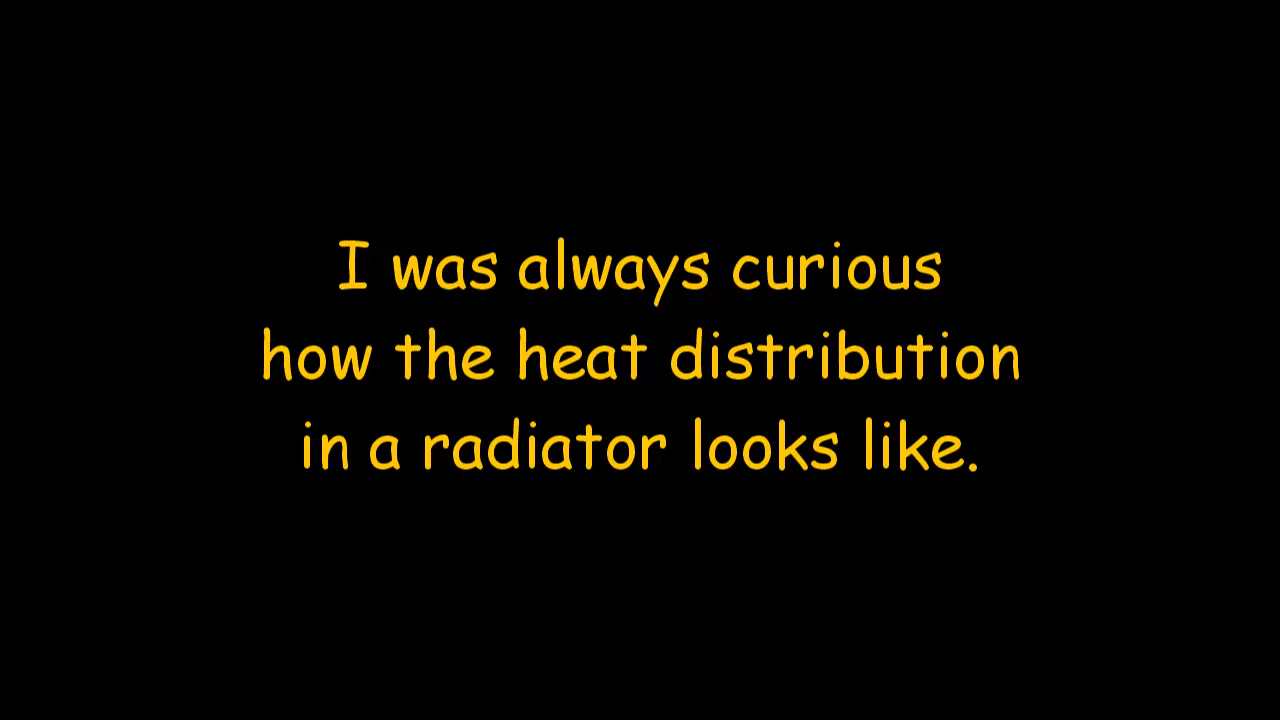 I was always curious
how the heat distribution
in a radiator looks like.